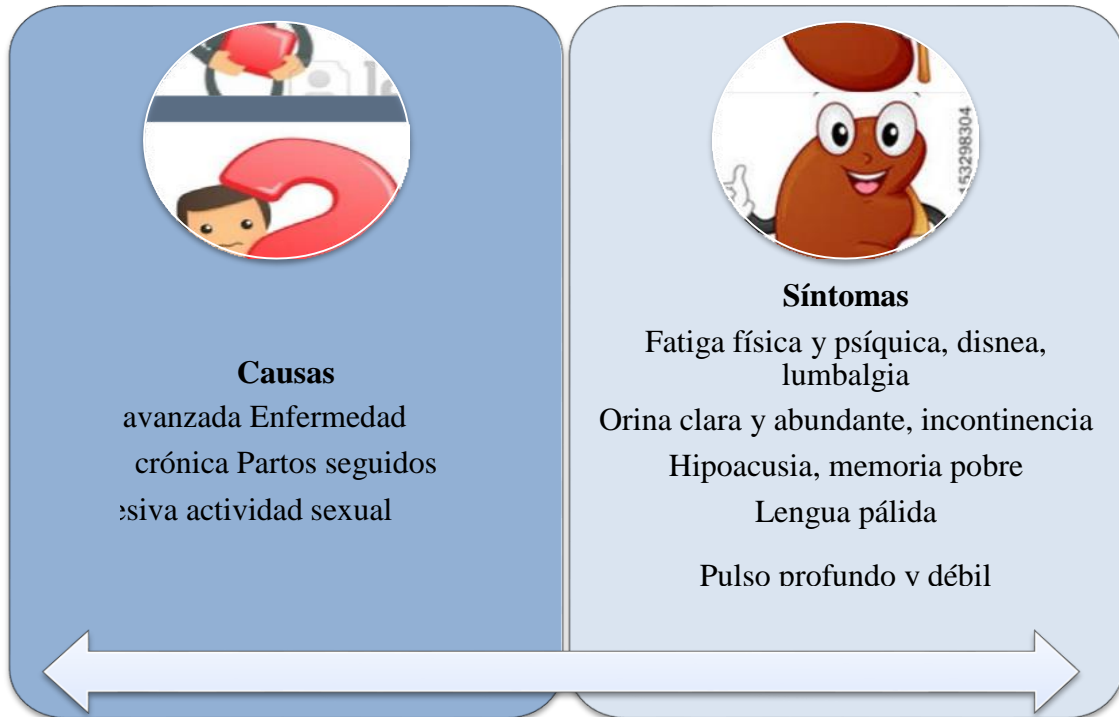 153298304
Causas
avanzada Enfermedad
crónica Partos seguidos
actividad sexual
Síntomas
Fatiga física y psíquica, disnea,
lumbalgia
Orina clara y abundante, incontinencia
Hipoacusia, memoria pobre
Lengua pálida
Pulso profundo y débil